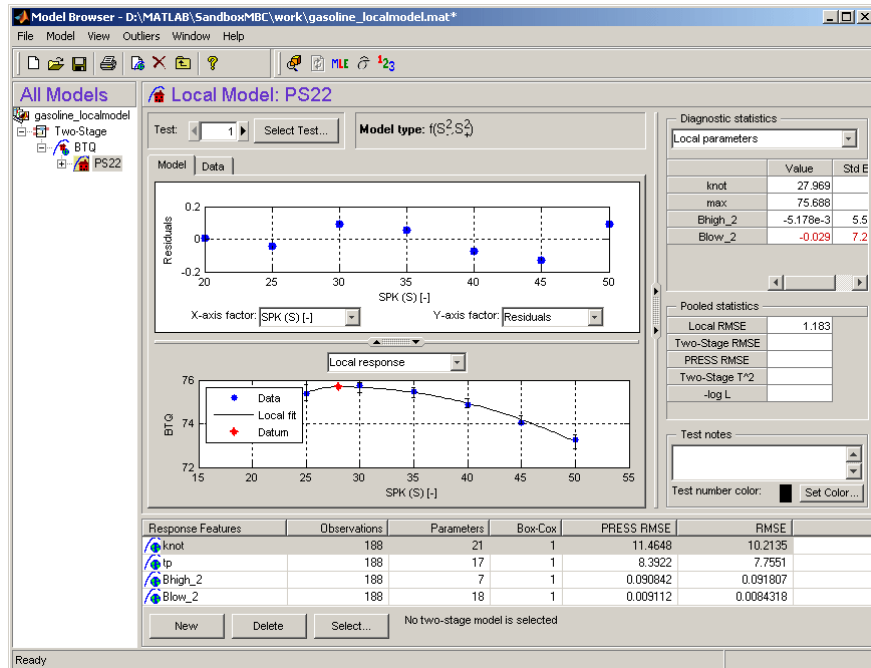 Model Browser - D:\MATLAB\SandboxMBC\work\gasoline_localmodel.mat*
File Model View Outliers Window Help
MLE σ̂ 123
All Models
gasoline_localmodel
Two-Stage
BTQ
PS22
Local Model: PS22
Test: 1 Select Test... Model type: f(S²-,S²+)
Model Data
0.2
0
-0.2
Residuals
20 25 30 35 40 45 50
SPK (S) [-]
X-axis factor: SPK (S) [-] Y-axis factor: Residuals
Local response
76
74
72
BTQ
Data
Local fit
Datum
15 20 25 30 35 40 45 50 55
SPK (S) [-]
Diagnostic statistics
Local parameters
Value Std E
knot 27.969
max 75.688
Bhigh_2 -5.178e-3 5.5
Blow_2 -0.029 7.2
Pooled statistics
Local RMSE 1.183
Two-Stage RMSE
PRESS RMSE
Two-Stage T^2
-log L
Test notes
Test number color: Set Color...
Response Features Observations Parameters Box-Cox PRESS RMSE RMSE
knot 188 21 1 11.4648 10.2135
tp 188 17 1 8.3922 7.7551
Bhigh_2 188 7 1 0.090842 0.091807
Blow_2 188 18 1 0.009112 0.0084318
New Delete Select... No two-stage model is selected
Ready